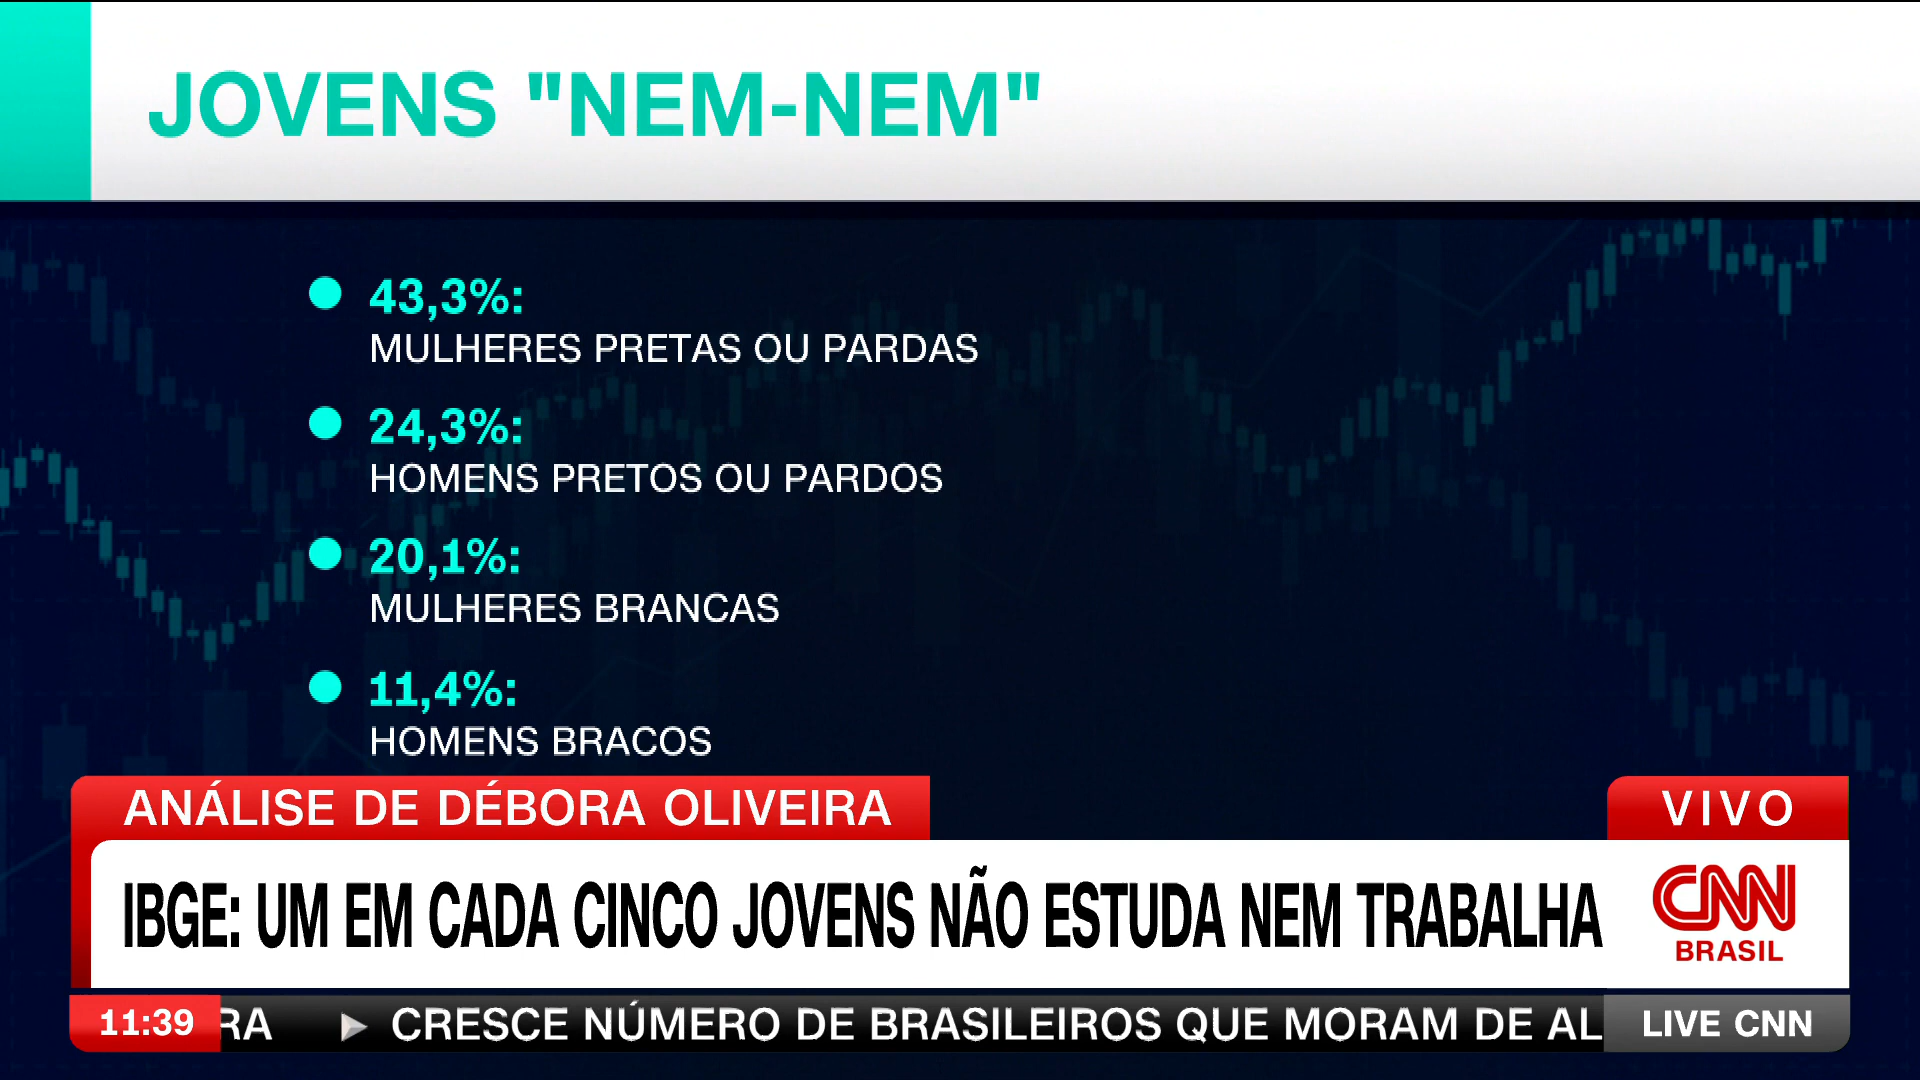 JOVENS "NEM-NEM"
43,3%:
MULHERES PRETAS OU PARDAS
24,3%:
HOMENS PRETOS OU PARDOS
20,1%:
MULHERES BRANCAS
11,4%:
HOMENS BRACOS
ANÁLISE DE DÉBORA OLIVEIRA
VIVO
IBGE: UM EM CADA CINCO JOVENS NÃO ESTUDA NEM TRABALHA
CNN
BRASIL
11:39 RA CRESCE NÚMERO DE BRASILEIROS QUE MORAM DE AL LIVE CNN